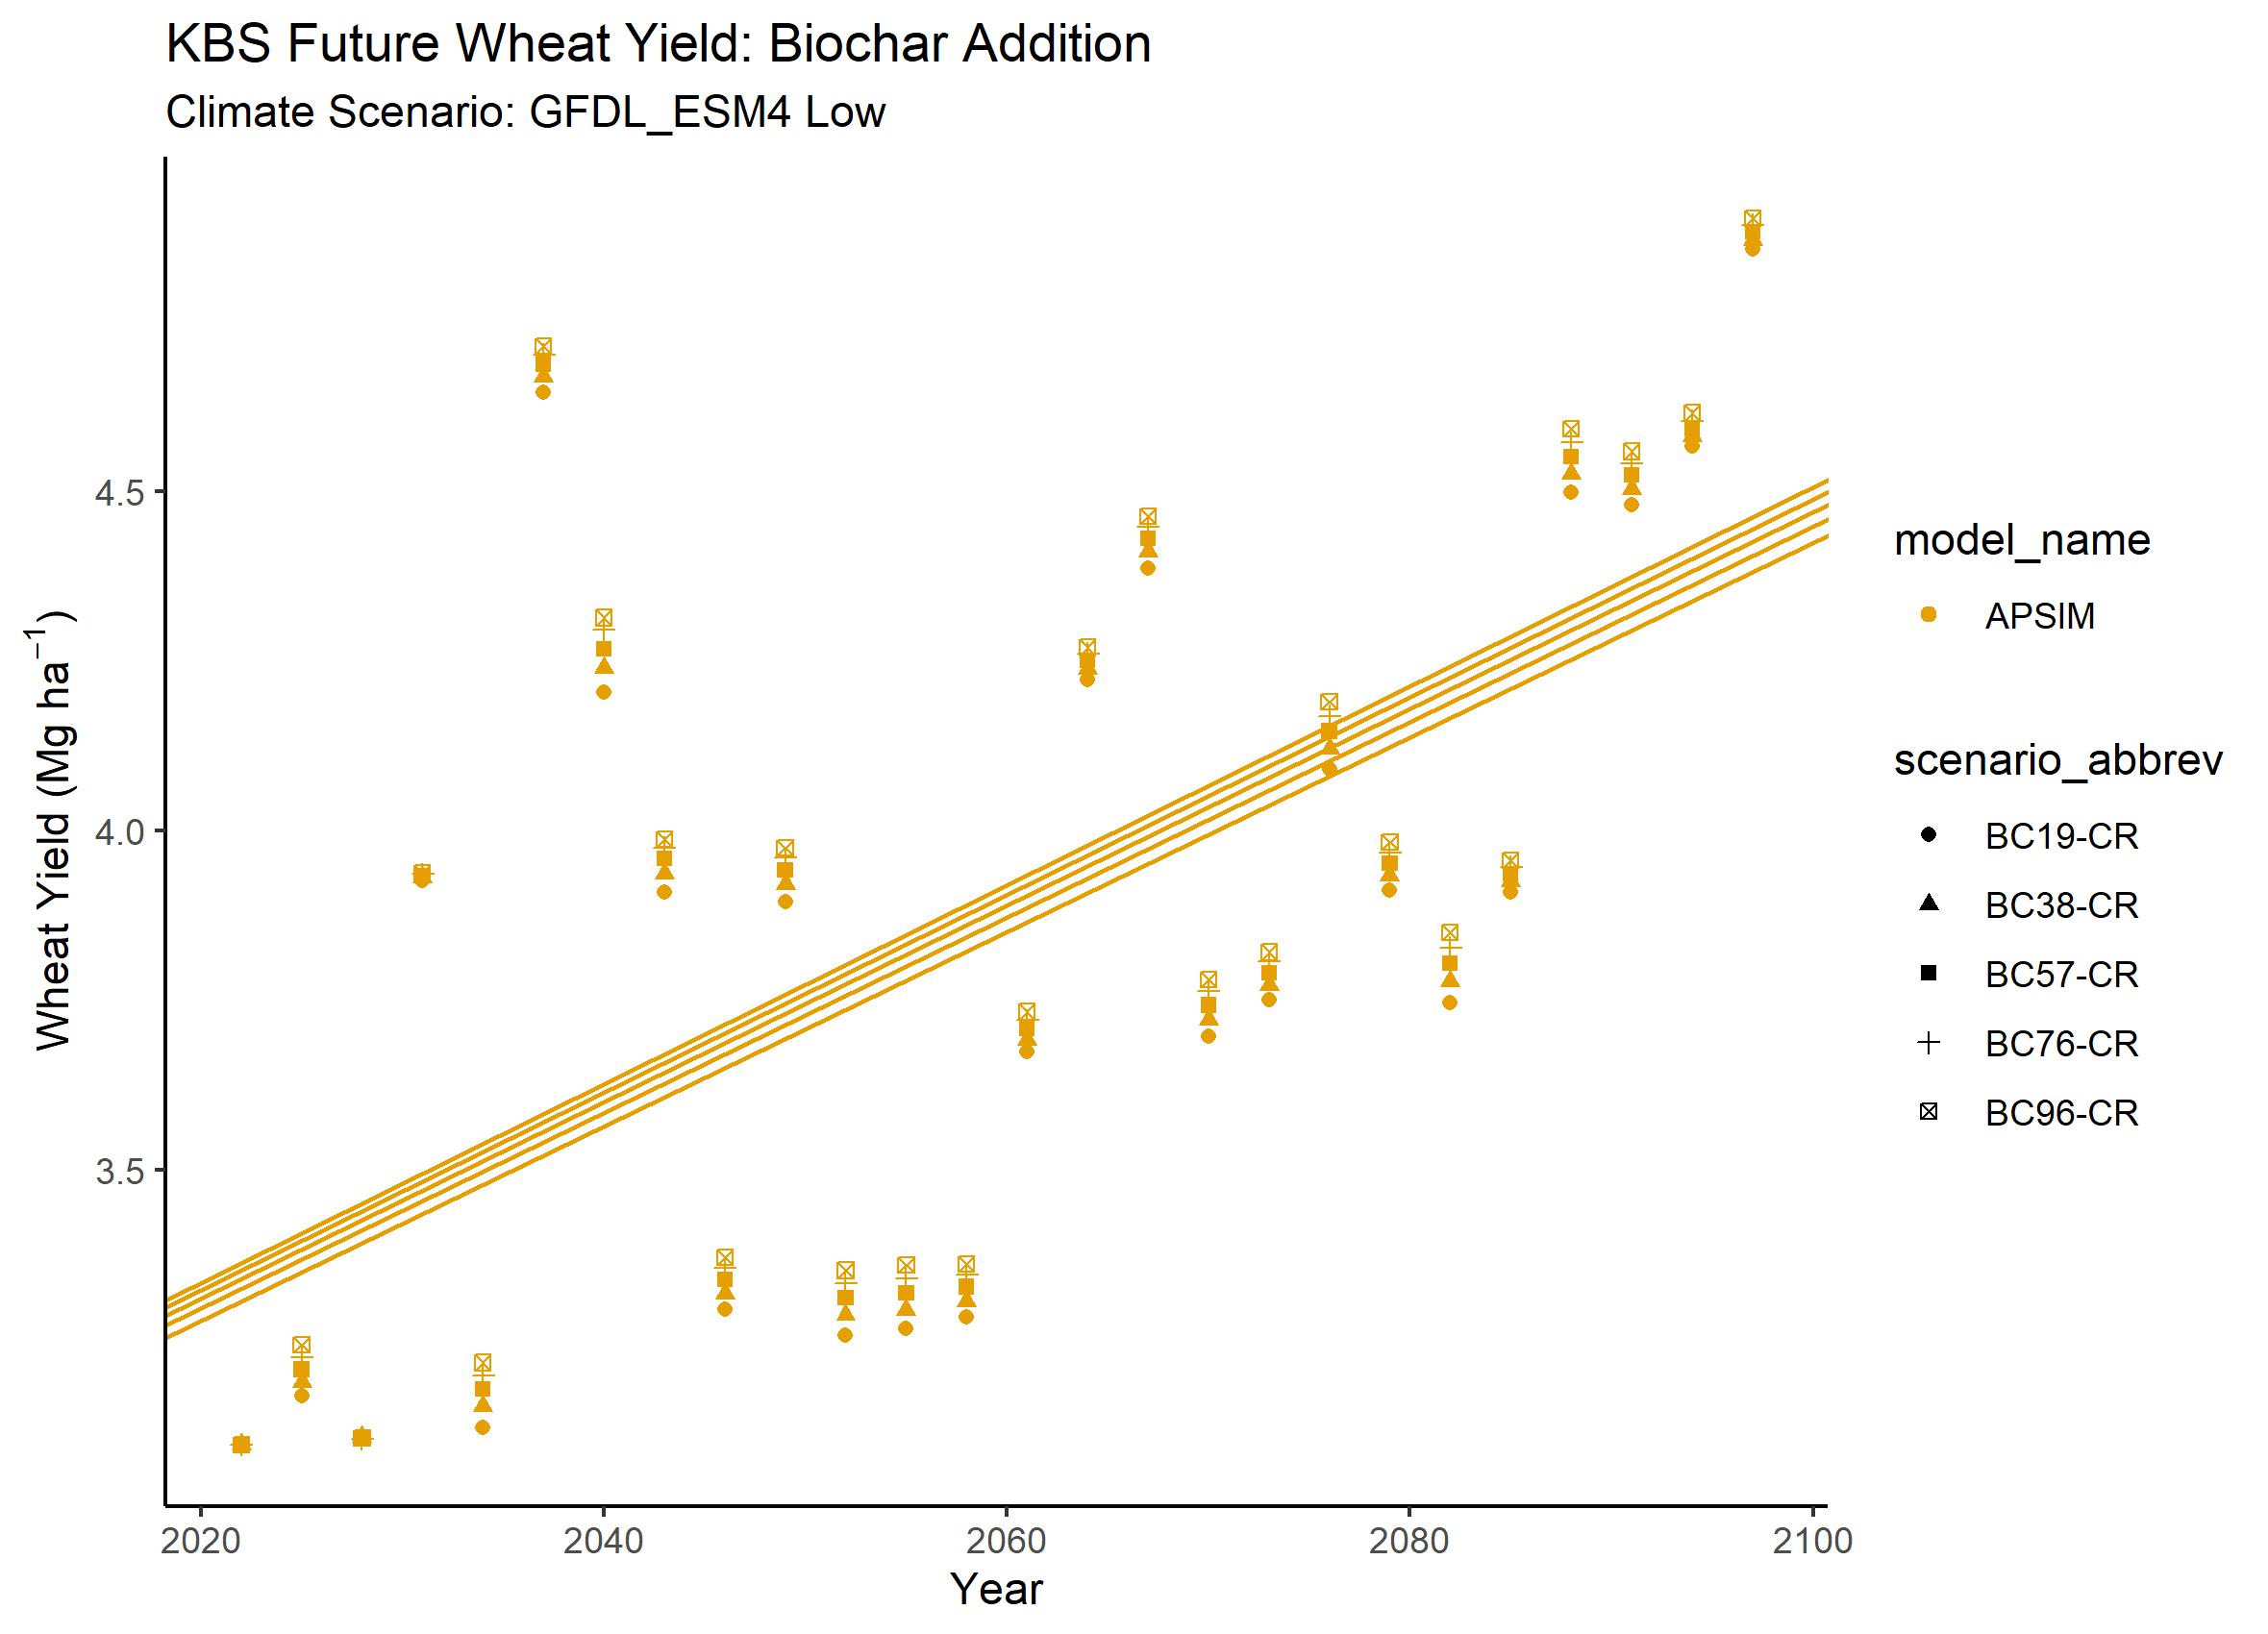 KBS Future Wheat Yield: Biochar Addition
Climate Scenario: GFDL_ESM4 Low
Wheat Yield (Mg ha⁻¹)
4.5
4.0
3.5
2020 2040 2060 2080 2100
Year
model_name
APSIM
scenario_abbrev
BC19-CR
BC38-CR
BC57-CR
BC76-CR
BC96-CR